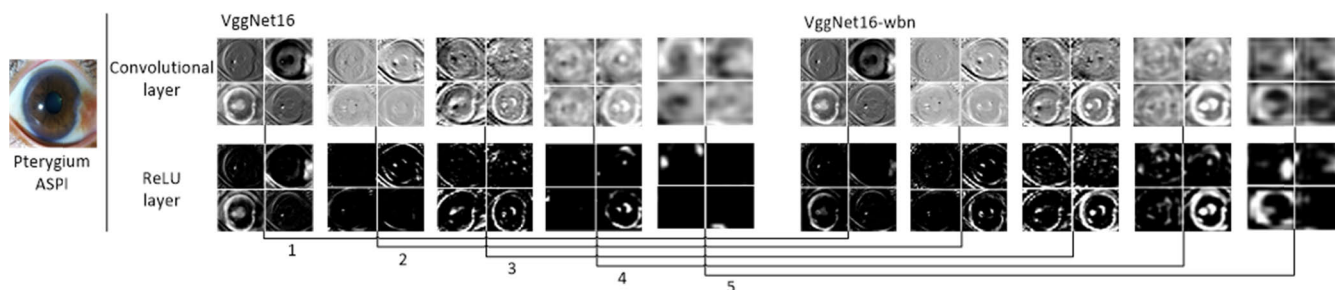 VggNet16
VggNet16-wbn
Convolutional
layer
Pterygium
ASPI
ReLU
layer
1
2
3
4
5